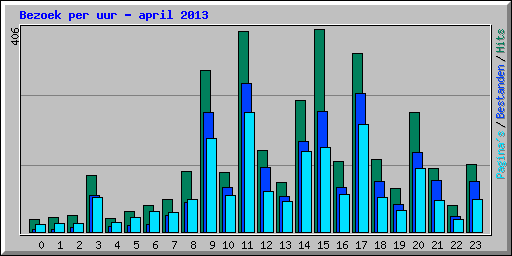 Bezoek per uur - april 2013
406
Pagina's / Bestanden / Hits
0 1 2 3 4 5 6 7 8 9 10 11 12 13 14 15 16 17 18 19 20 21 22 23